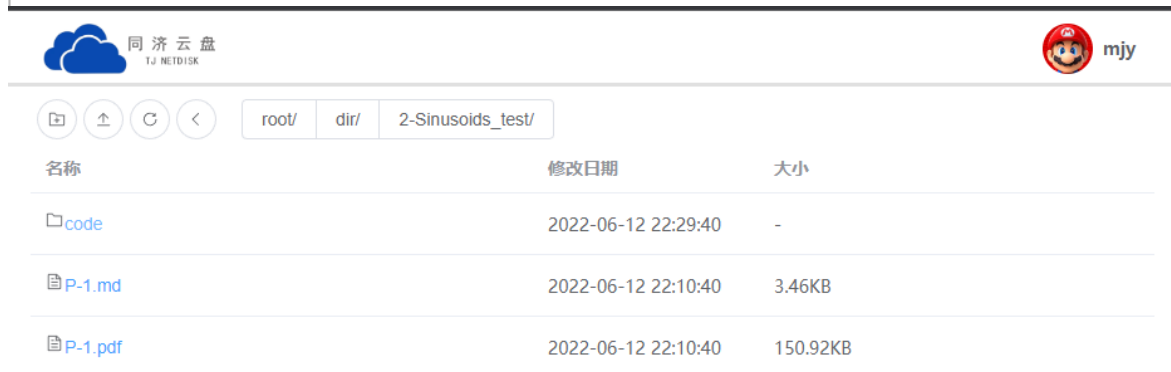 同济云盘
TJ NETDISK
mjy
root/ dir/ 2-Sinusoids_test/
名称 修改日期 大小
code 2022-06-12 22:29:40 -
P-1.md 2022-06-12 22:10:40 3.46KB
P-1.pdf 2022-06-12 22:10:40 150.92KB